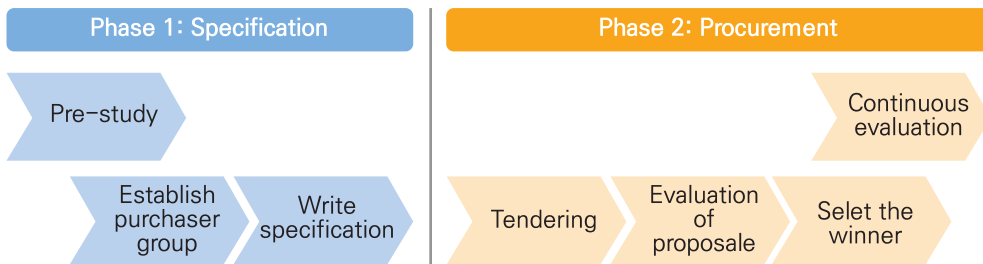 Phase 1: Specification
Phase 2: Procurement
Pre-study
Continuous
evaluation
Establish
purchaser
group
Write
specification
Tendering
Evaluation
of
proposale
Selet the
winner